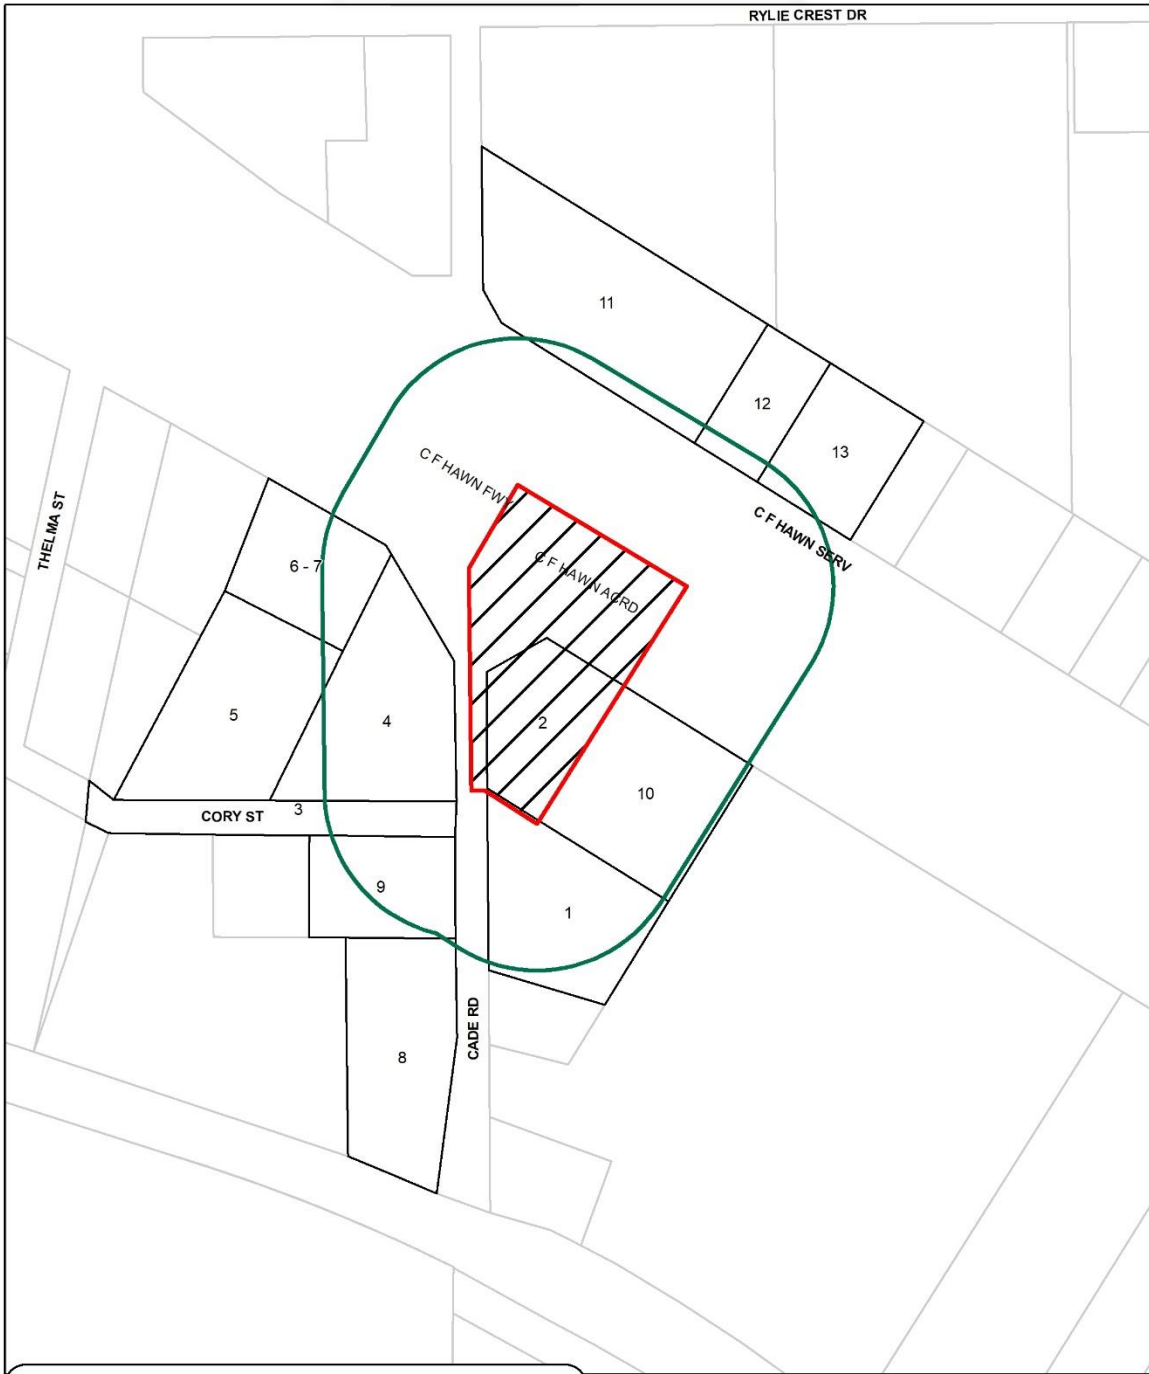 RYLIE CREST DR
11
12
13
C F HAWN FWY
C F HAWN SERV
THELMA ST
6 - 7
C F HAWN ACRD
5
4
2
10
3
CORY ST
9
1
CADE RD
8